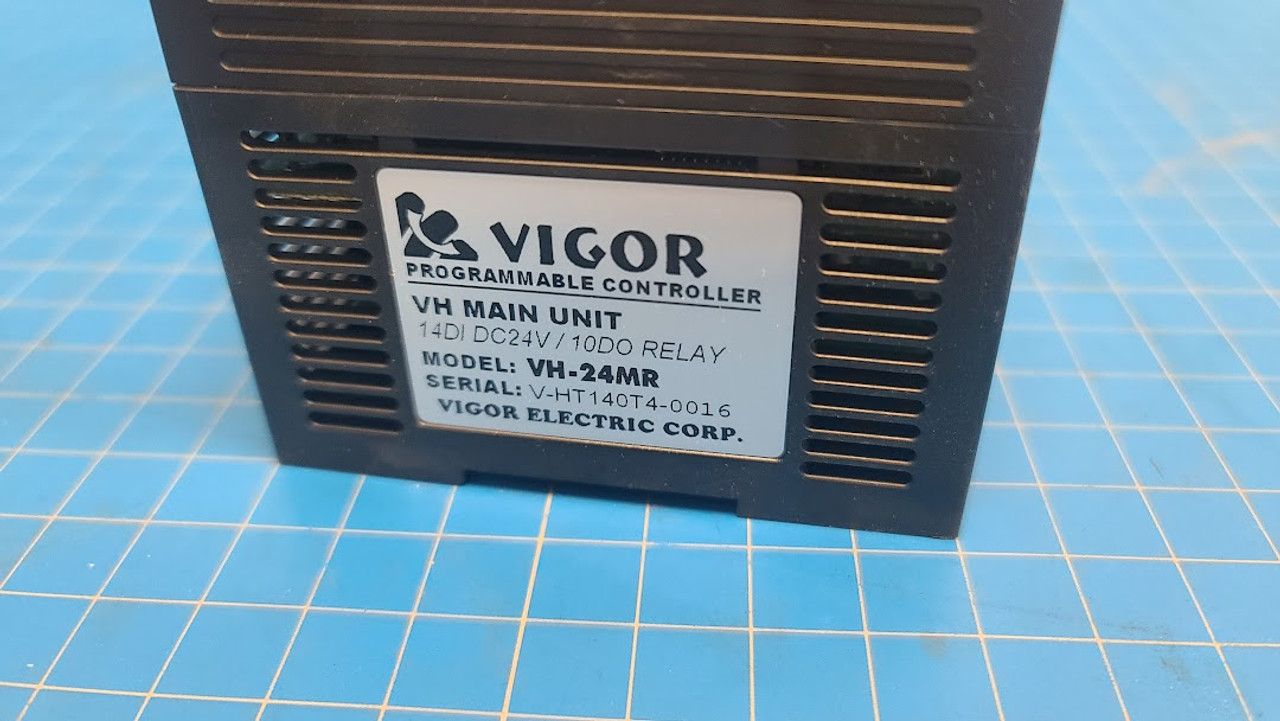 VIGOR
PROGRAMMABLE CONTROLLER
VH MAIN UNIT
14DI DC24V / 10DO RELAY
MODEL: VH-24MR
SERIAL: V-HT140T4-0016
VIGOR ELECTRIC CORP.